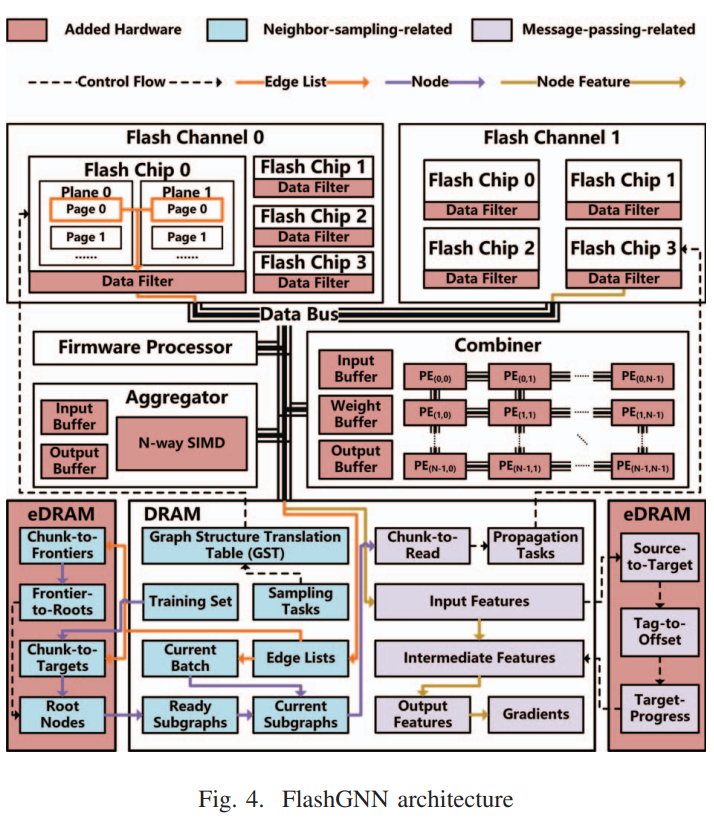 Added Hardware
Neighbor-sampling-related
Message-passing-related
Control Flow
Edge List
Node
Node Feature
Flash Channel 0
Flash Chip 0
Plane 0
Page 0
Page 1
......
Plane 1
Page 0
Page 1
......
Data Filter
Flash Chip 1
Data Filter
Flash Chip 2
Data Filter
Flash Chip 3
Data Filter
Flash Channel 1
Flash Chip 0
Data Filter
Flash Chip 1
Data Filter
Flash Chip 2
Data Filter
Flash Chip 3
Data Filter
Data Bus
Firmware Processor
Aggregator
Input
Buffer
Output
Buffer
N-way SIMD
Combiner
Input
Buffer
Weight
Buffer
Output
Buffer
PE(0,0)
PE(0,1)
PE(0,N-1)
PE(1,0)
PE(1,1)
PE(1,N-1)
PE(N-1,0)
PE(N-1,1)
PE(N-1,N-1)
eDRAM
Chunk-to-
Frontiers
Frontier-
to-Roots
Chunk-to-
Targets
Root
Nodes
DRAM
Graph Structure Translation
Table (GST)
Training Set
Sampling
Tasks
Current
Batch
Edge Lists
Ready
Subgraphs
Current
Subgraphs
Chunk-to-
Read
Propagation
Tasks
Input Features
Intermediate Features
Output
Features
Gradients
eDRAM
Source-
to-Target
Tag-to-
Offset
Target-
Progress
Fig. 4. FlashGNN architecture